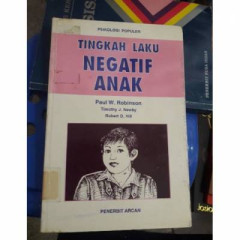 PSIKOLOGI POPULER
TINGKAH LAKU
NEGATIF
ANAK
Paul W. Robinson
Timothy J. Newby
Robert D. Hill
PENERBIT ARCAN